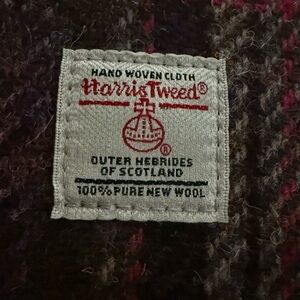 HAND WOVEN CLOTH
Harris Tweed®
®
OUTER HEBRIDES
OF SCOTLAND
100% PURE NEW WOOL